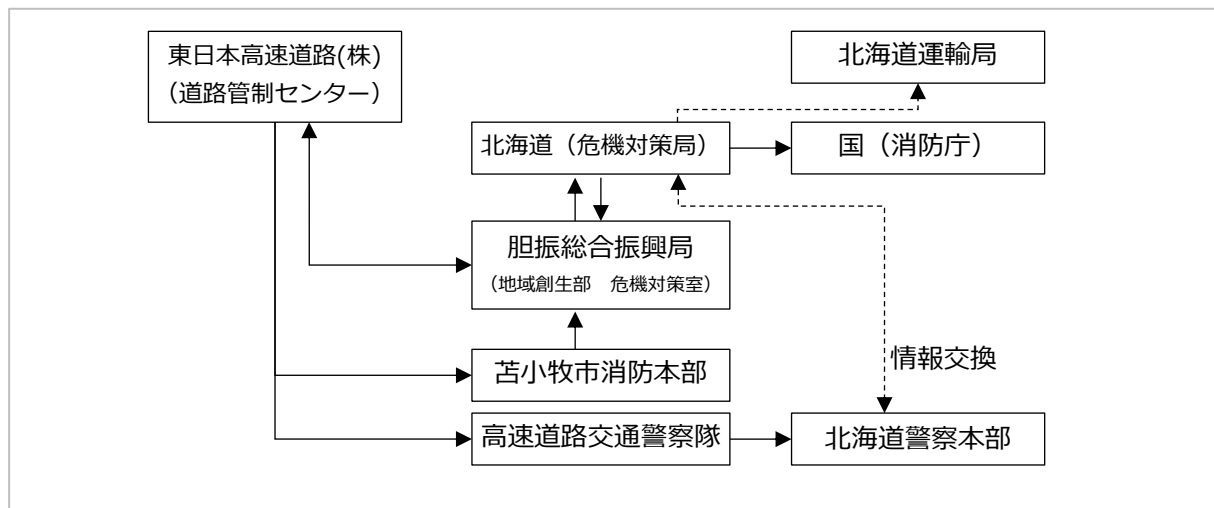 東日本高速道路(株)
（道路管制センター）
北海道運輸局
北海道（危機対策局）
国（消防庁）
胆振総合振興局
（地域創生部　危機対策室）
苫小牧市消防本部
情報交換
高速道路交通警察隊
北海道警察本部